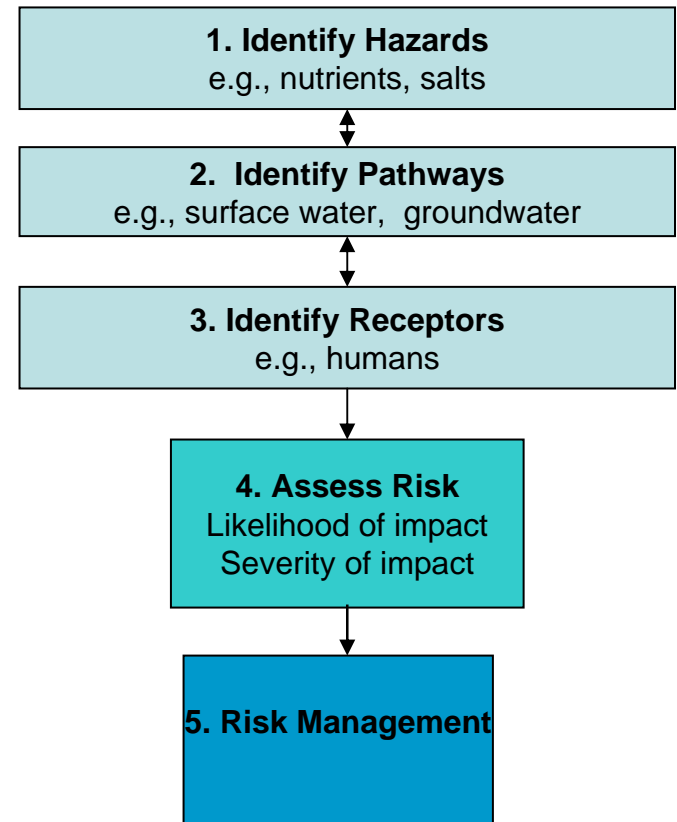 1. Identify Hazards
e.g., nutrients, salts
2. Identify Pathways
e.g., surface water, groundwater
3. Identify Receptors
e.g., humans
4. Assess Risk
Likelihood of impact
Severity of impact
5. Risk Management